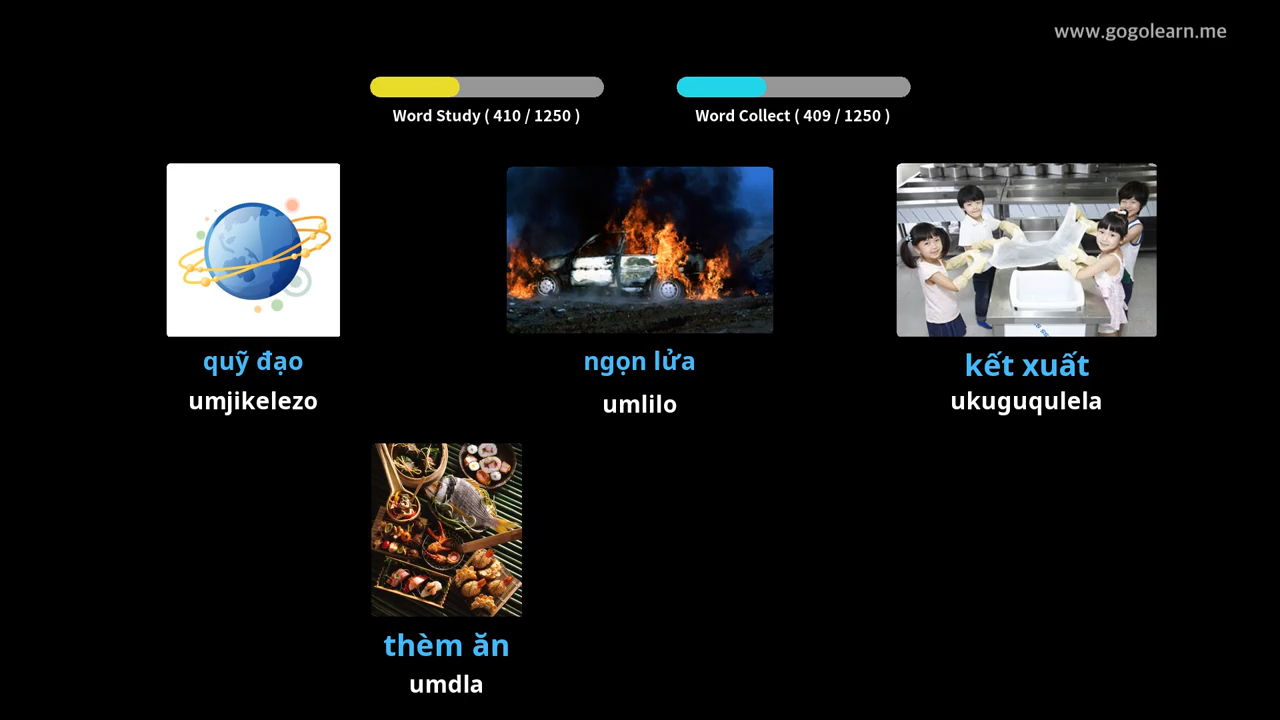 www.gogolearn.me
Word Study ( 410 / 1250 )
Word Collect ( 409 / 1250 )
quỹ đạo
umjikelezo
ngọn lửa
umlilo
kết xuất
ukuguqulela
thèm ăn
umdla